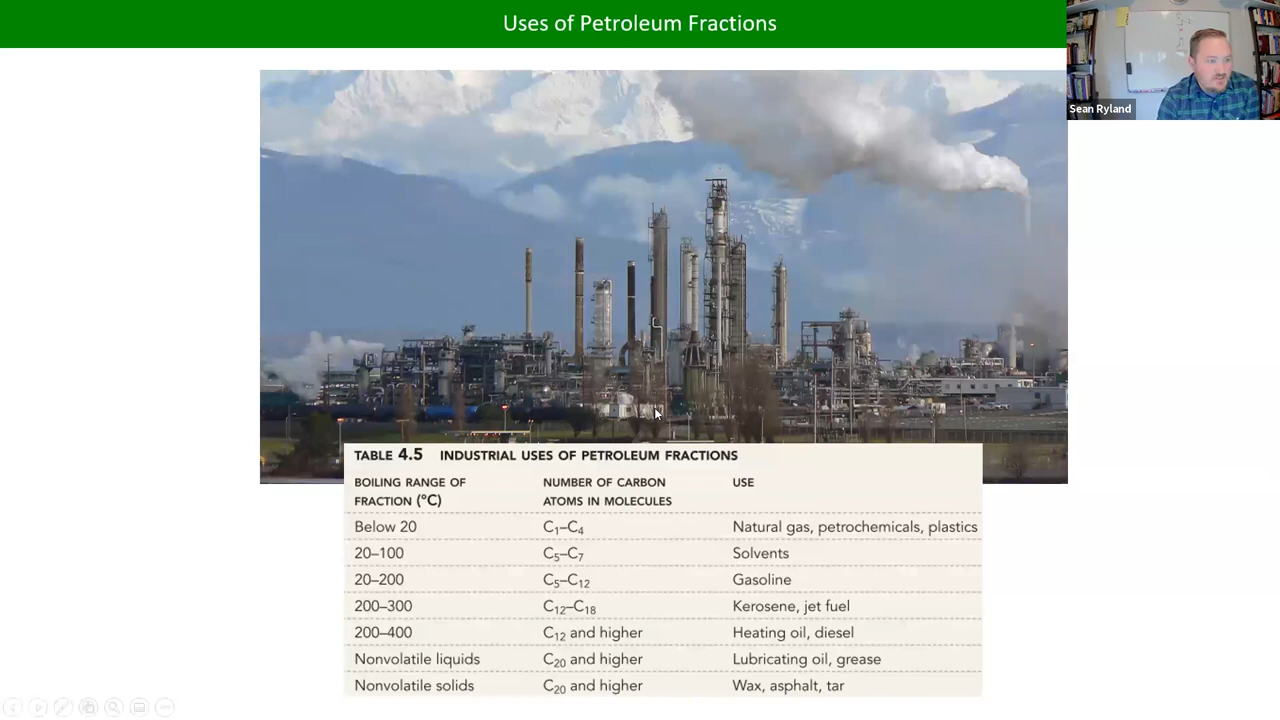 Uses of Petroleum Fractions
Sean Ryland
TABLE 4.5 INDUSTRIAL USES OF PETROLEUM FRACTIONS
BOILING RANGE OF FRACTION (°C) NUMBER OF CARBON ATOMS IN MOLECULES USE
Below 20 C₁–C₄ Natural gas, petrochemicals, plastics
20–100 C₅–C₇ Solvents
20–200 C₅–C₁₂ Gasoline
200–300 C₁₂–C₁₈ Kerosene, jet fuel
200–400 C₁₂ and higher Heating oil, diesel
Nonvolatile liquids C₂₀ and higher Lubricating oil, grease
Nonvolatile solids C₂₀ and higher Wax, asphalt, tar